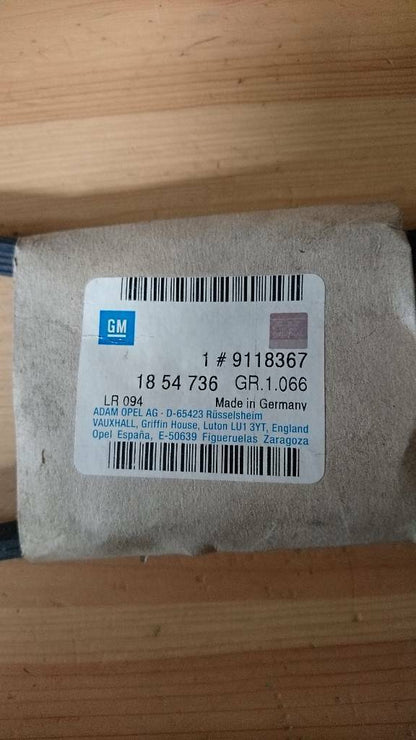 GM
1 # 9118367
18 54 736 GR.1.066
LR 094 Made in Germany
ADAM OPEL AG - D-65423 Rüsselsheim
VAUXHALL, Griffin House, Luton LU1 3YT, England
Opel España, E-50639 Figueruelas Zaragoza